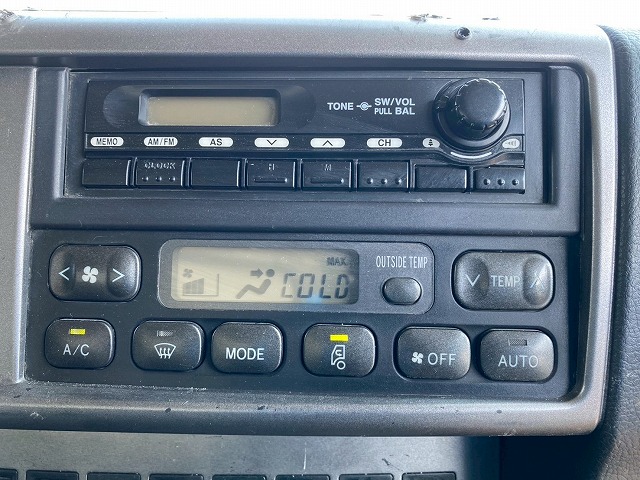 TONE SW/VOL
PULL BAL
MEMO AM/FM AS CH
CLOCK H M
MAX
COLD
OUTSIDE TEMP
TEMP
A/C MODE OFF AUTO